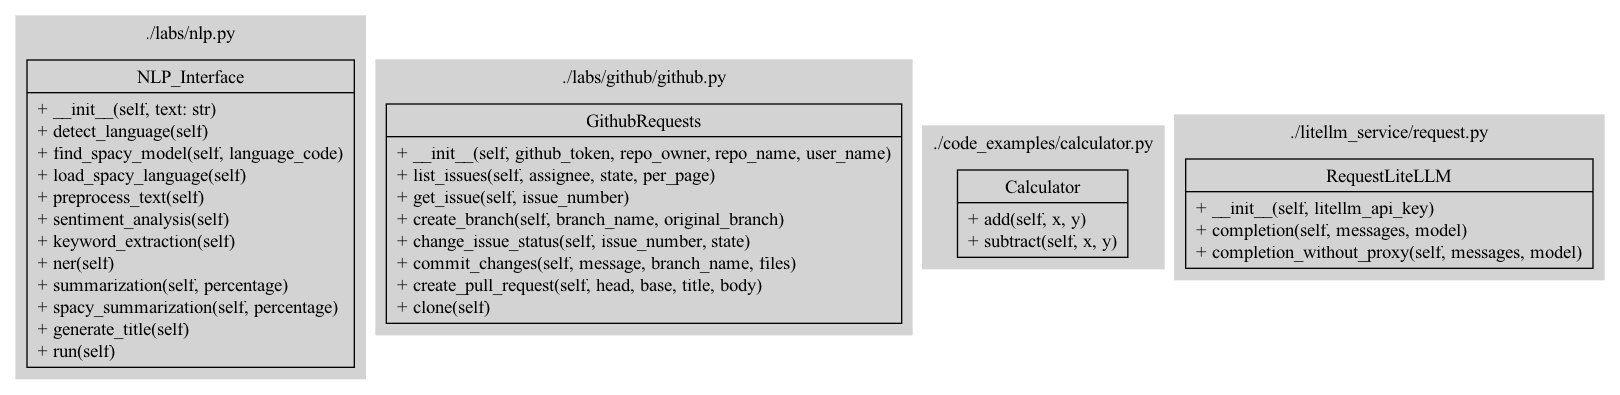 ./labs/nlp.py
NLP_Interface
+ __init__(self, text: str)
+ detect_language(self)
+ find_spacy_model(self, language_code)
+ load_spacy_language(self)
+ preprocess_text(self)
+ sentiment_analysis(self)
+ keyword_extraction(self)
+ ner(self)
+ summarization(self, percentage)
+ spacy_summarization(self, percentage)
+ generate_title(self)
+ run(self)
./labs/github/github.py
GithubRequests
+ __init__(self, github_token, repo_owner, repo_name, user_name)
+ list_issues(self, assignee, state, per_page)
+ get_issue(self, issue_number)
+ create_branch(self, branch_name, original_branch)
+ change_issue_status(self, issue_number, state)
+ commit_changes(self, message, branch_name, files)
+ create_pull_request(self, head, base, title, body)
+ clone(self)
./code_examples/calculator.py
Calculator
+ add(self, x, y)
+ subtract(self, x, y)
./litellm_service/request.py
RequestLiteLLM
+ __init__(self, litellm_api_key)
+ completion(self, messages, model)
+ completion_without_proxy(self, messages, model)